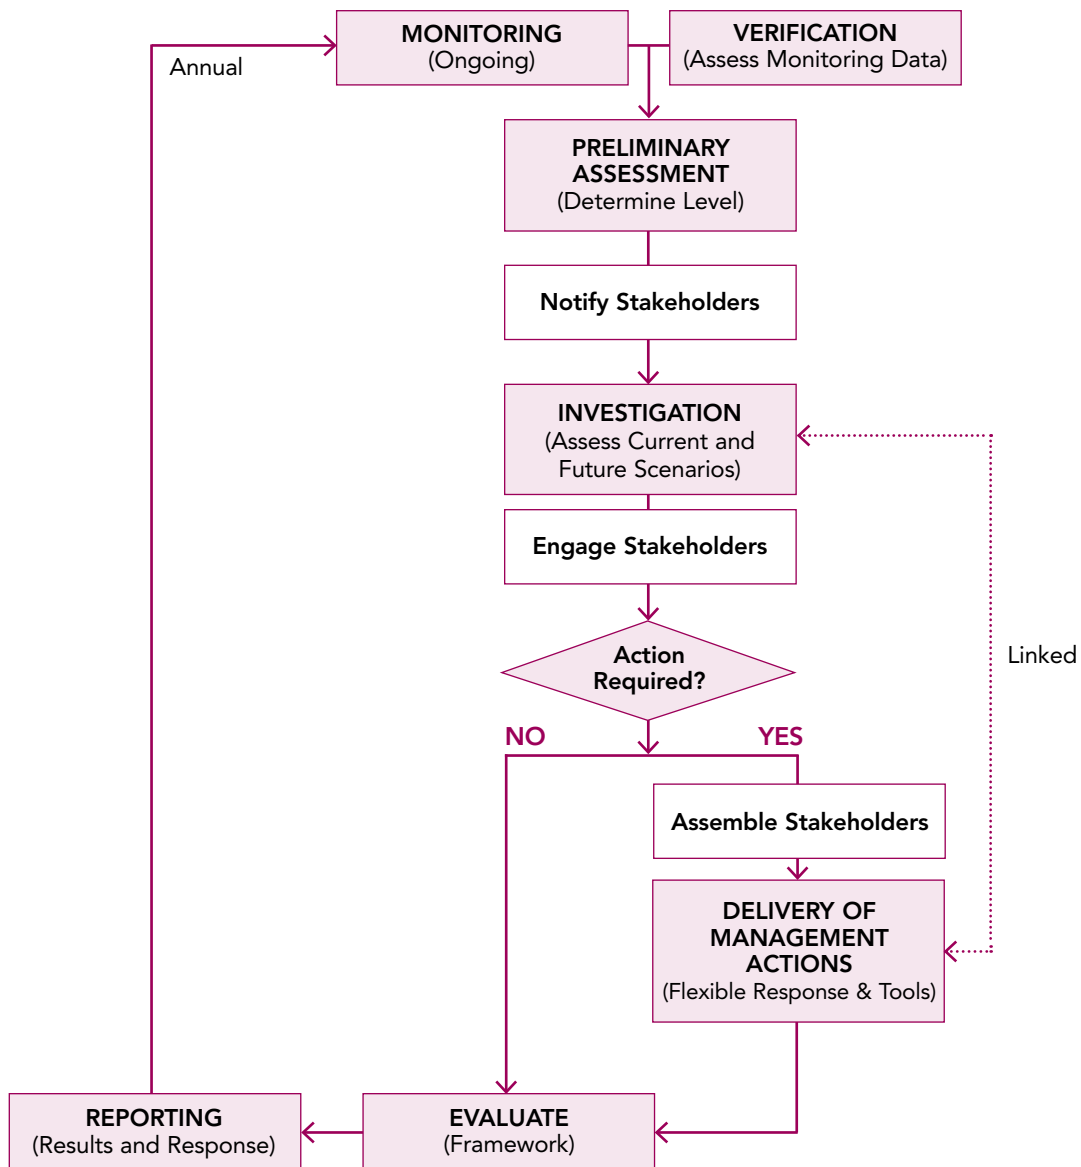 MONITORING
(Ongoing)
VERIFICATION
(Assess Monitoring Data)
Annual
PRELIMINARY
ASSESSMENT
(Determine Level)
Notify Stakeholders
INVESTIGATION
(Assess Current and
Future Scenarios)
Engage Stakeholders
Action
Required?
Linked
NO
YES
Assemble Stakeholders
DELIVERY OF
MANAGEMENT
ACTIONS
(Flexible Response & Tools)
REPORTING
(Results and Response)
EVALUATE
(Framework)